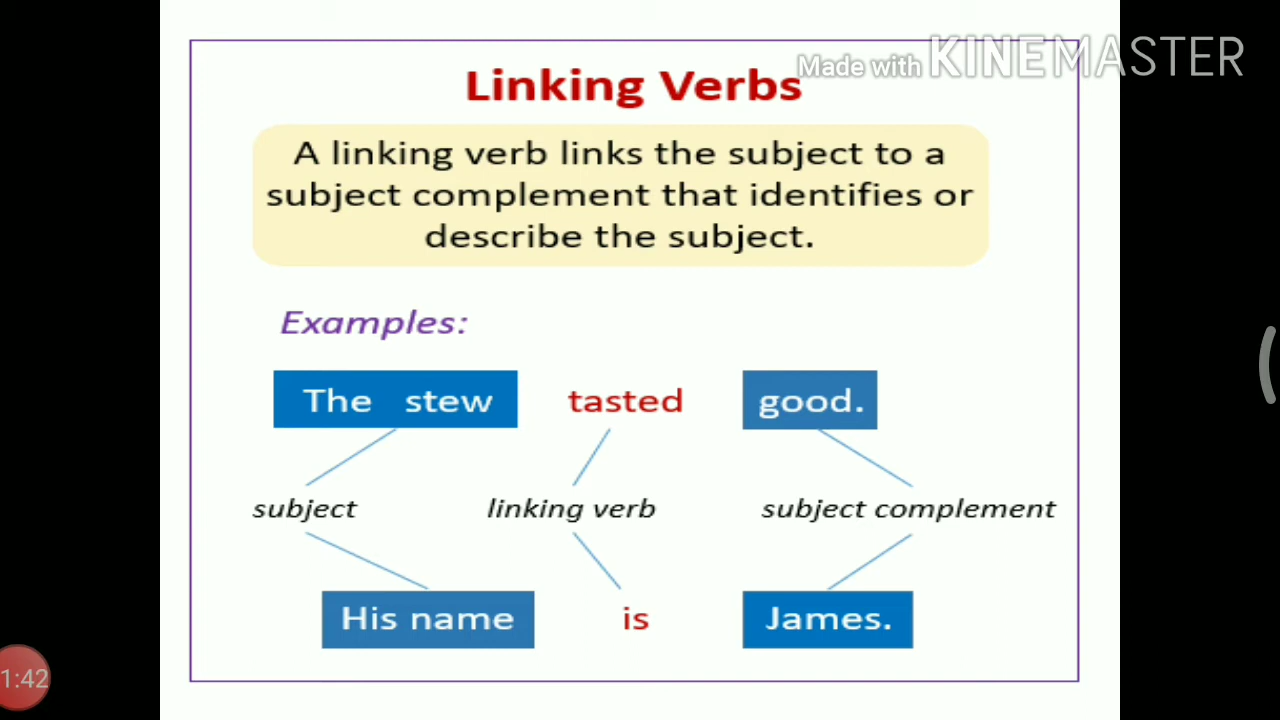 Made with KINEMASTER
Linking Verbs
A linking verb links the subject to a
subject complement that identifies or
describe the subject.
Examples:
The stew tasted good.
subject linking verb subject complement
His name is James.
1:42